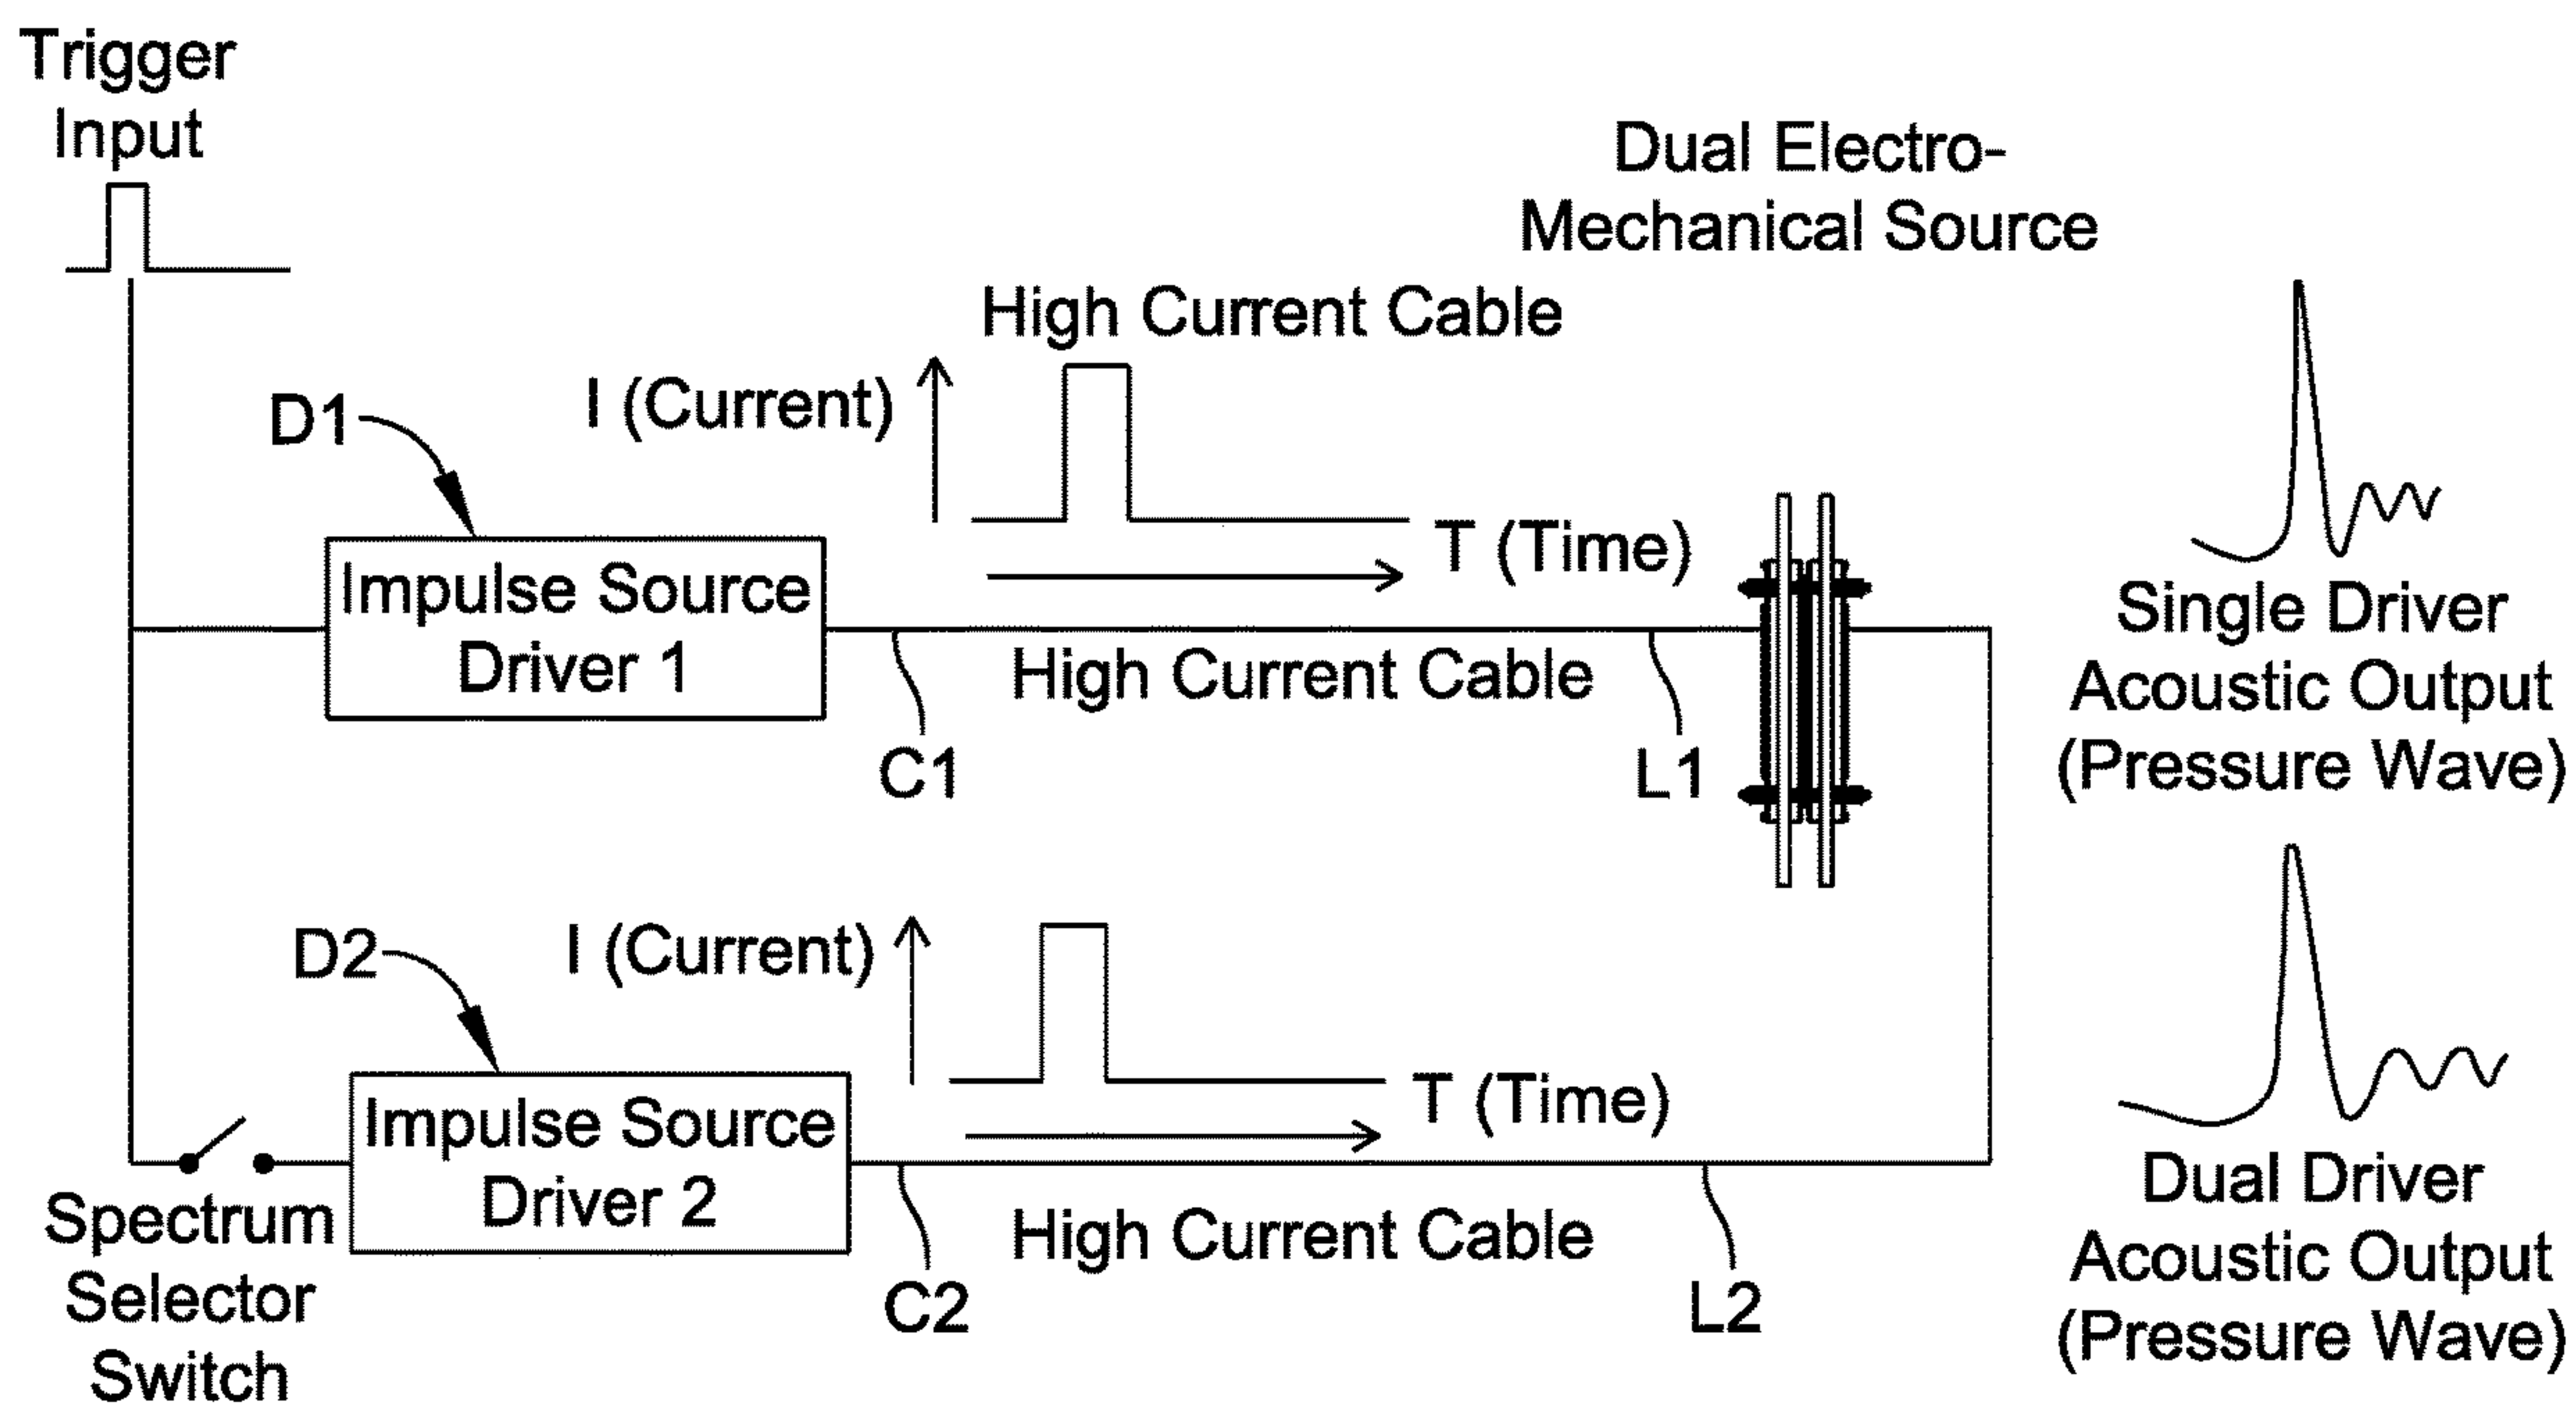 Trigger
Input
Dual Electro-
Mechanical Source
High Current Cable
I (Current)
D1
T (Time)
Impulse Source
Driver 1
High Current Cable
C1
L1
Single Driver
Acoustic Output
(Pressure Wave)
D2
I (Current)
T (Time)
Impulse Source
Driver 2
High Current Cable
C2
L2
Spectrum
Selector
Switch
Dual Driver
Acoustic Output
(Pressure Wave)